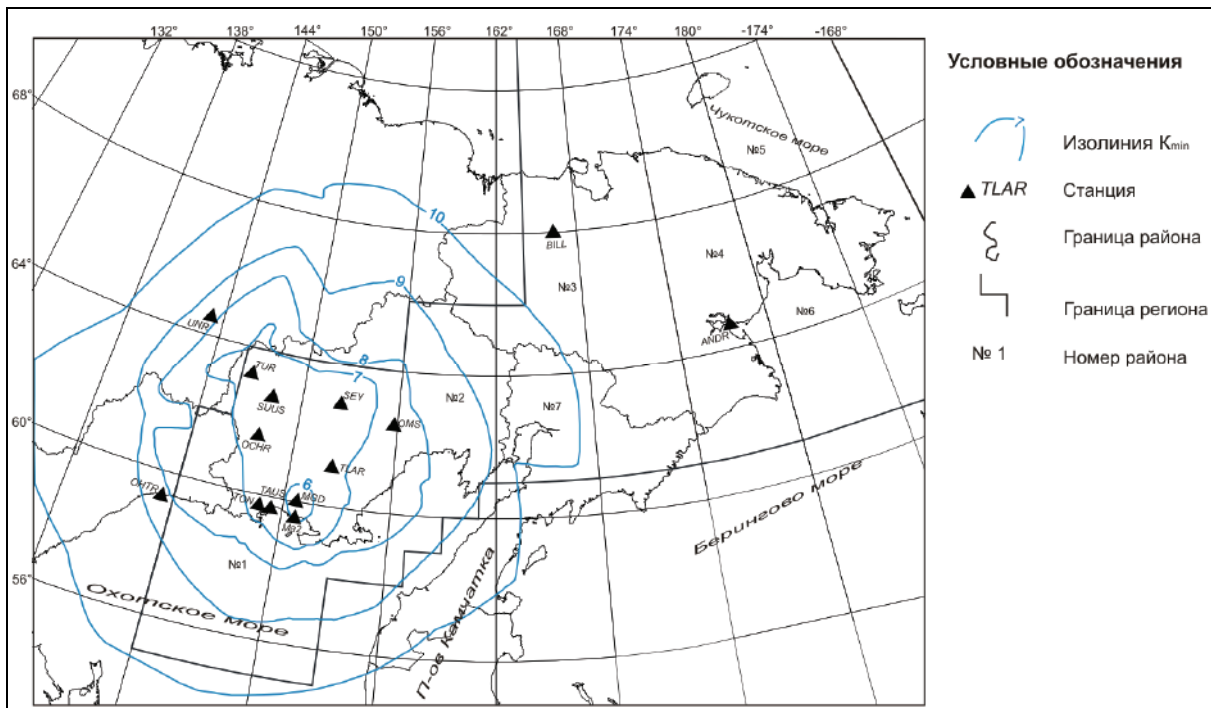 132° 138° 144° 150° 156° 162° 168° 174° 180° -174° -168°
68°
64°
60°
56°
Чукотское море
№5
10
BILL
№4
№3
9
№6
ANDR
UNR
8
TUR
7
SEY
№2
№7
SUUS
OMS
OCHR
TLAR
OHTR
6
TAUS
MGD
TON
Ma2
№1
Берингово море
Охотское море
П-ов Камчатка
Условные обозначения
Изолиния Kmin
TLAR Станция
Граница района
Граница региона
№ 1 Номер района